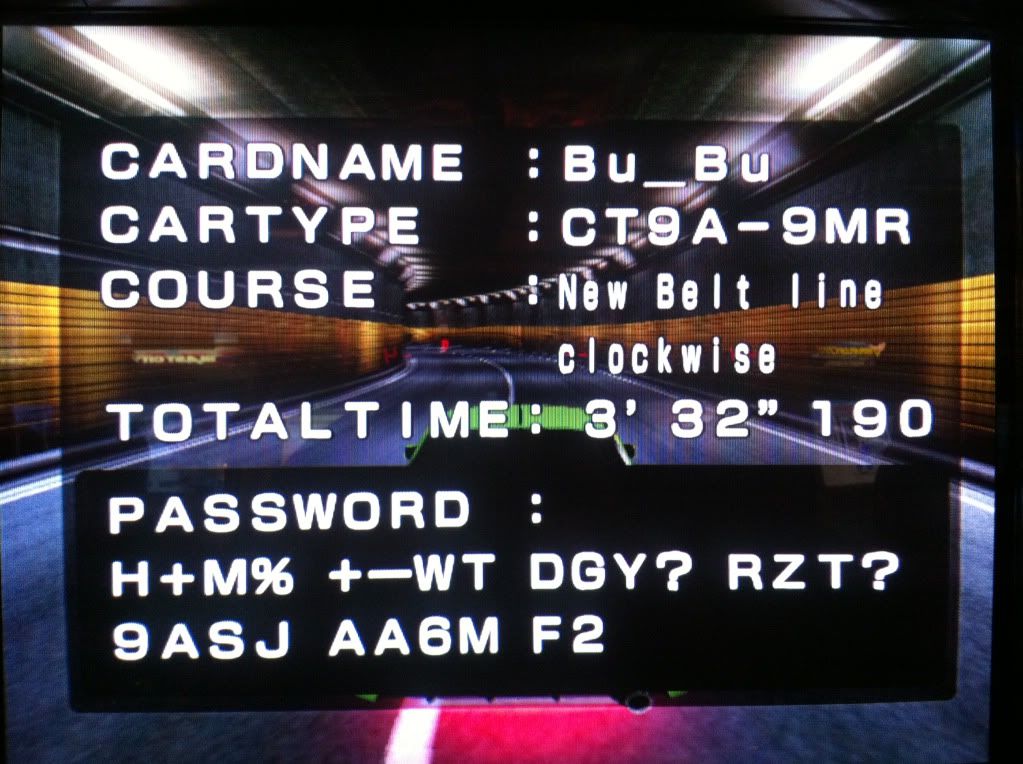 CARDNAME : Bu_Bu
CARTYPE : CT9A-9MR
COURSE : New Belt line
clockwise
TOTALTIME: 3' 32" 190
PASSWORD :
H+M% +-WT DGY? RZT?
9ASJ AA6M F2